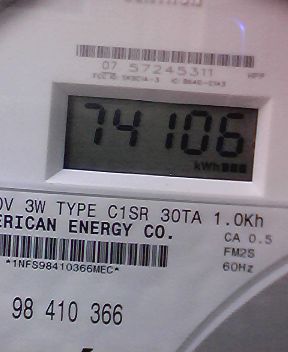 07 57245311
74106
kWh
0V 3W TYPE C1SR 30TA 1.0Kh
ERICAN ENERGY CO.
CA 0.5
FM2S
60Hz
*1NFS98410366MEC*
98 410 366